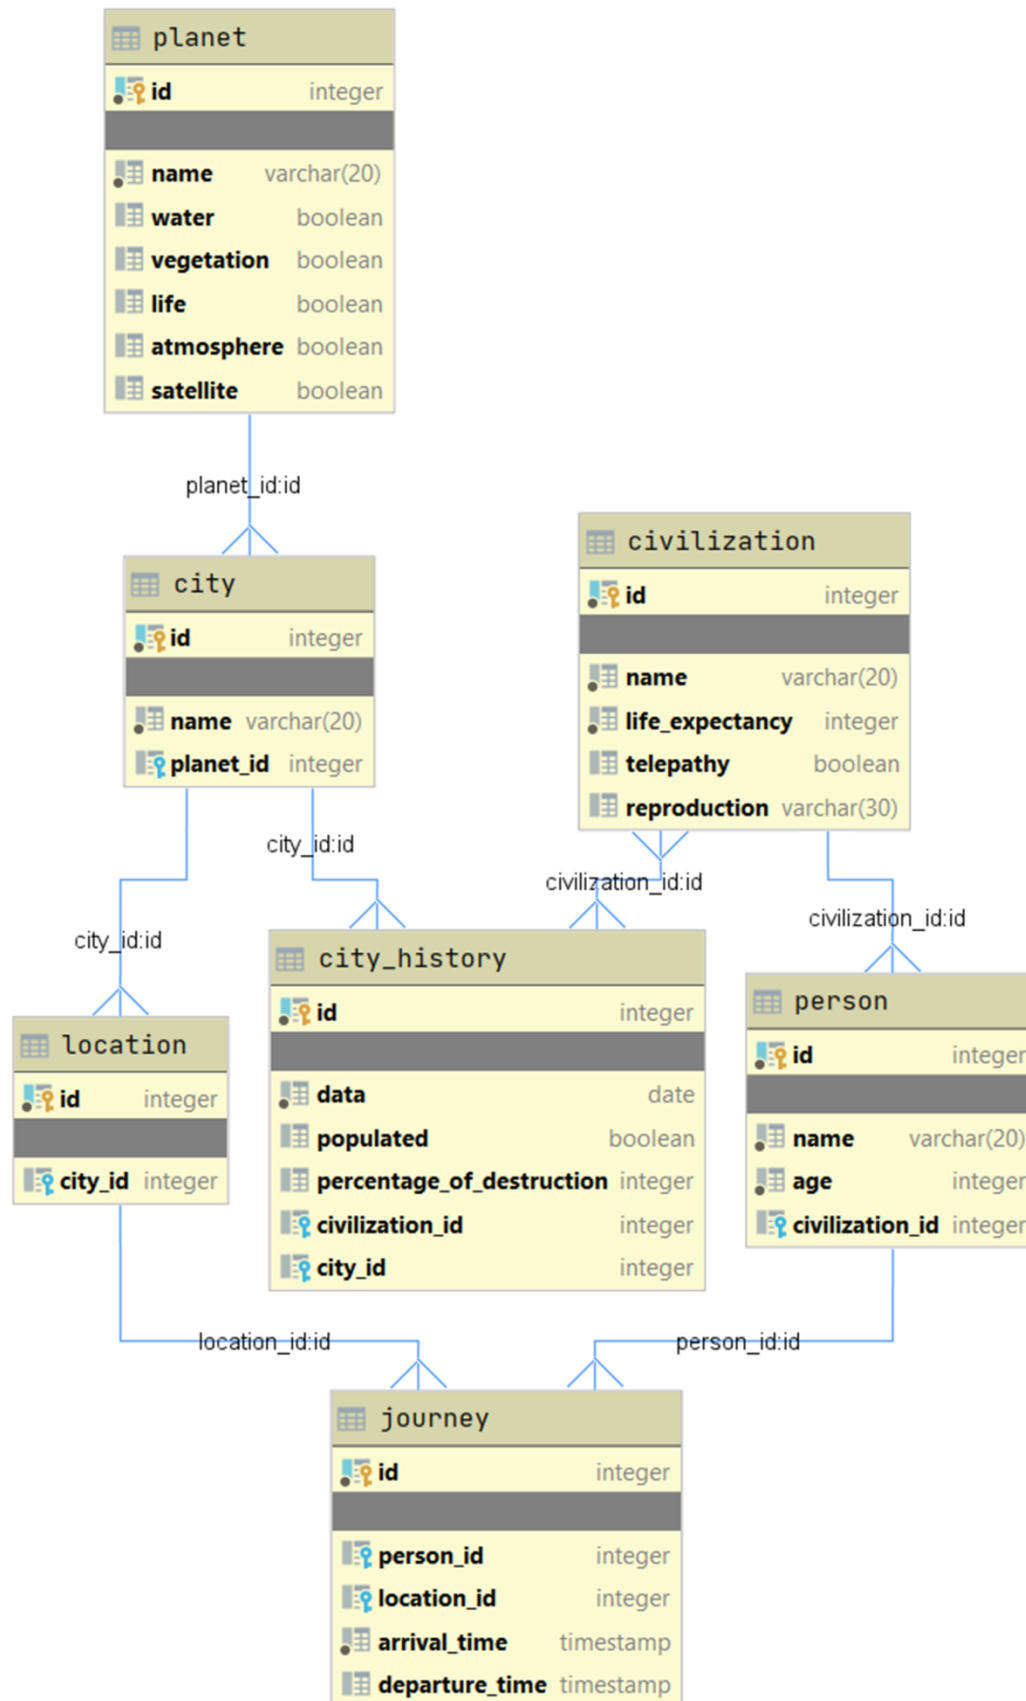 planet
id integer
name varchar(20)
water boolean
vegetation boolean
life boolean
atmosphere boolean
satellite boolean
planet_id:id
city
id integer
name varchar(20)
planet_id integer
civilization
id integer
name varchar(20)
life_expectancy integer
telepathy boolean
reproduction varchar(30)
city_id:id
civilization_id:id
civilization_id:id
city_id:id
location
id integer
city_id integer
city_history
id integer
data date
populated boolean
percentage_of_destruction integer
civilization_id integer
city_id integer
person
id integer
name varchar(20)
age integer
civilization_id integer
location_id:id
person_id:id
journey
id integer
person_id integer
location_id integer
arrival_time timestamp
departure_time timestamp